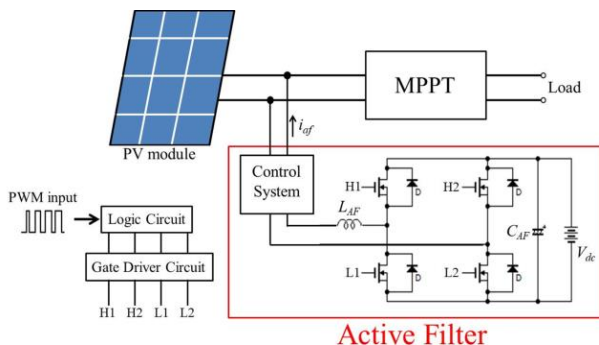 MPPT
Load
i_af
PV module
Control
System
H1
D
H2
D
PWM input
Logic Circuit
L_AF
C_AF
+
V_dc
Gate Driver Circuit
L1
D
L2
D
H1 H2 L1 L2
Active Filter